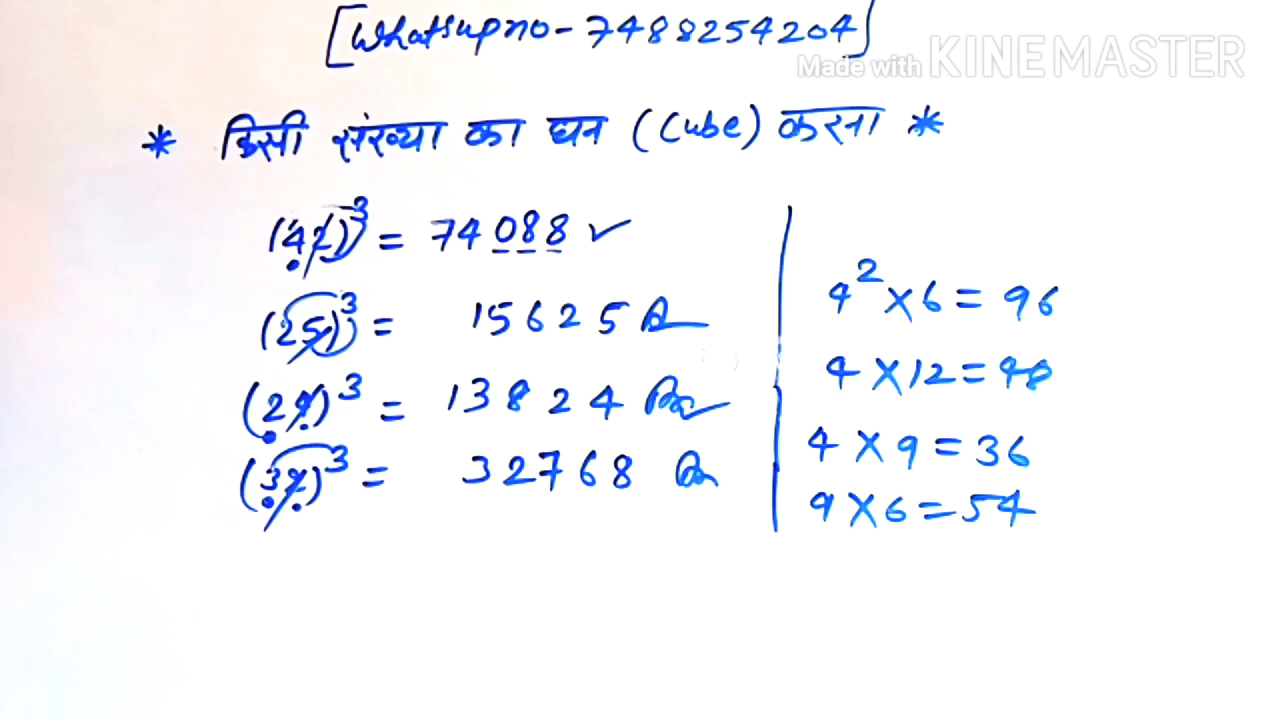 [Whatsup no - 7488254204]
Made with KINEMASTER
* किसी संख्या का घन (Cube) करना *
(42)³ = 74088 ✓
(25)³ = 15625
(24)³ = 13824
(32)³ = 32768
4² × 6 = 96
4 × 12 = 48
4 × 9 = 36
9 × 6 = 54